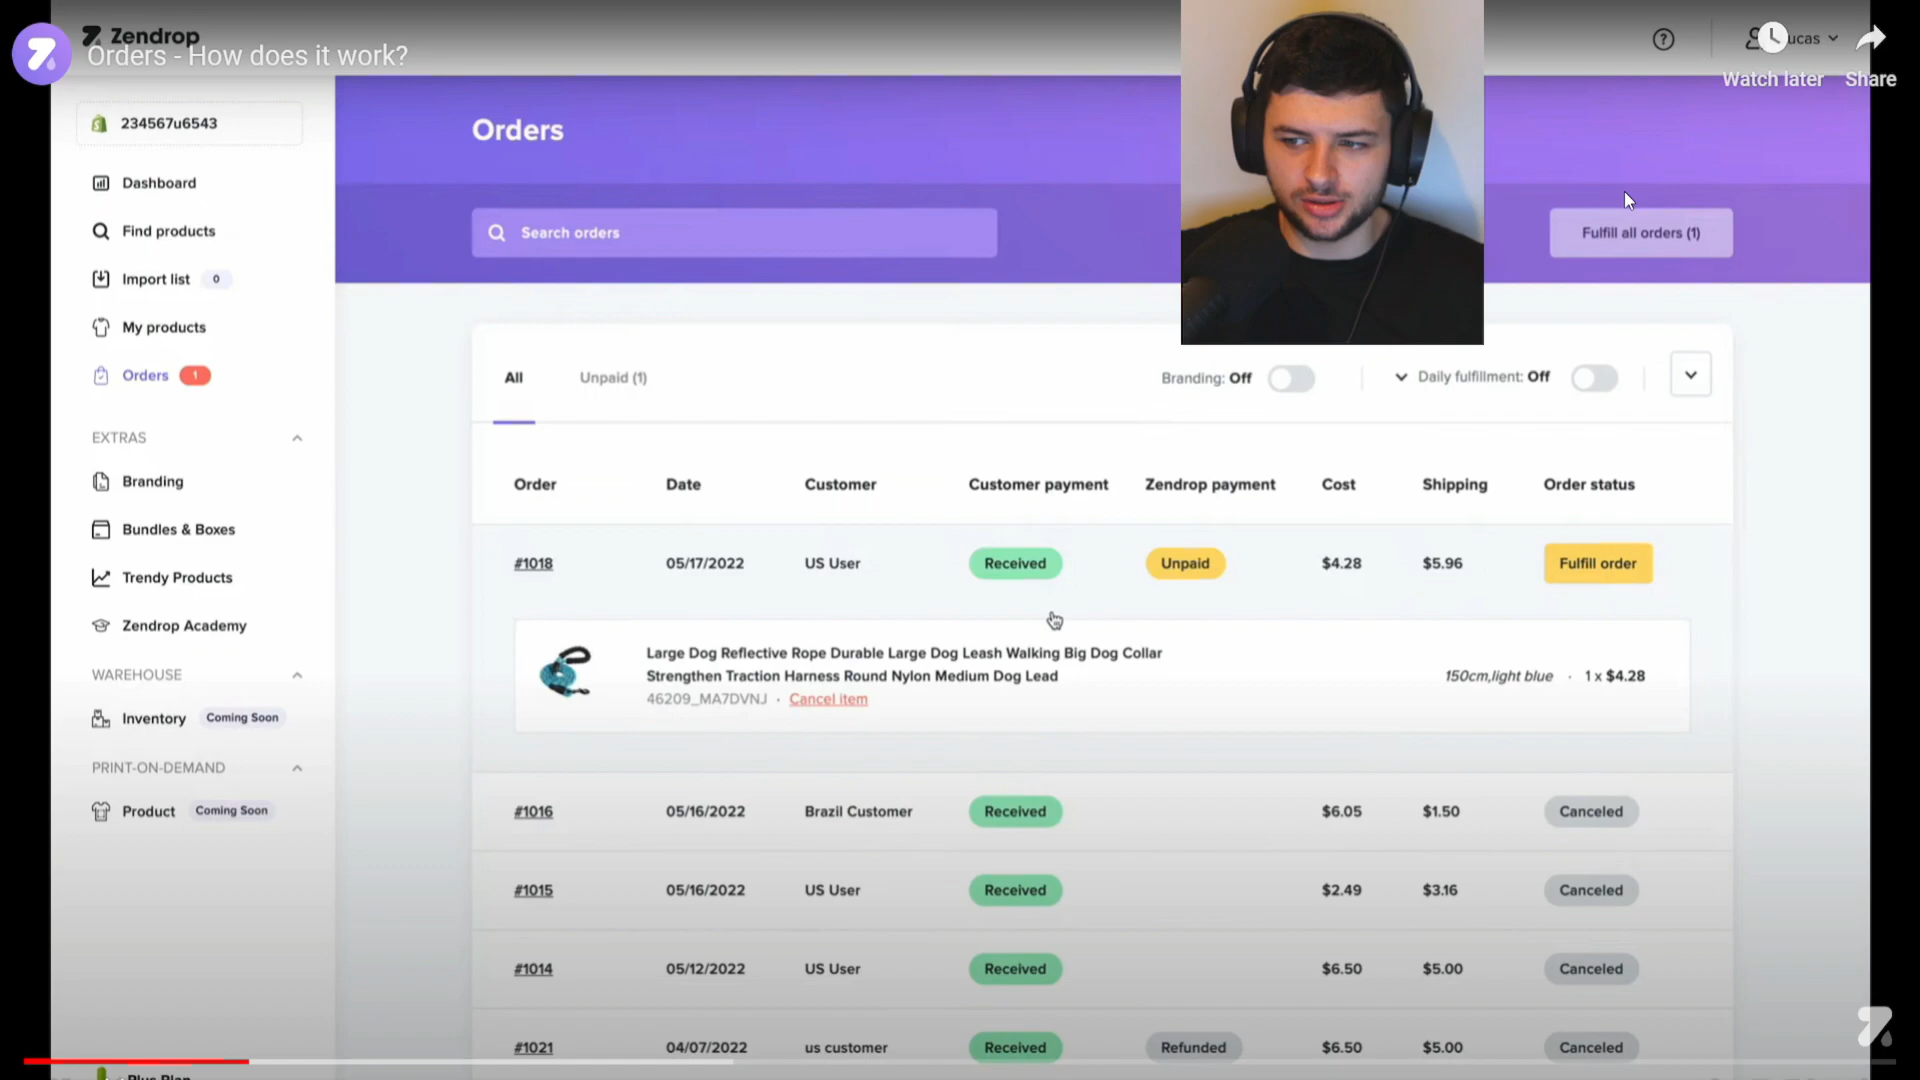 Zendrop
Orders - How does it work?
ucas
Watch later
Share
234567u6543
Dashboard
Find products
Import list 0
My products
Orders 1
EXTRAS
Branding
Bundles & Boxes
Trendy Products
Zendrop Academy
WAREHOUSE
Inventory Coming Soon
PRINT-ON-DEMAND
Product Coming Soon
Plus Plan
Orders
Search orders
Fulfill all orders (1)
All
Unpaid (1)
Branding: Off
Daily fulfillment: Off
Order Date Customer Customer payment Zendrop payment Cost Shipping Order status
#1018 05/17/2022 US User Received Unpaid $4.28 $5.96 Fulfill order
Large Dog Reflective Rope Durable Large Dog Leash Walking Big Dog Collar
Strengthen Traction Harness Round Nylon Medium Dog Lead
46209_MA7DVNJ · Cancel item
150cm,light blue · 1 x $4.28
#1016 05/16/2022 Brazil Customer Received $6.05 $1.50 Canceled
#1015 05/16/2022 US User Received $2.49 $3.16 Canceled
#1014 05/12/2022 US User Received $6.50 $5.00 Canceled
#1021 04/07/2022 us customer Received Refunded $6.50 $5.00 Canceled